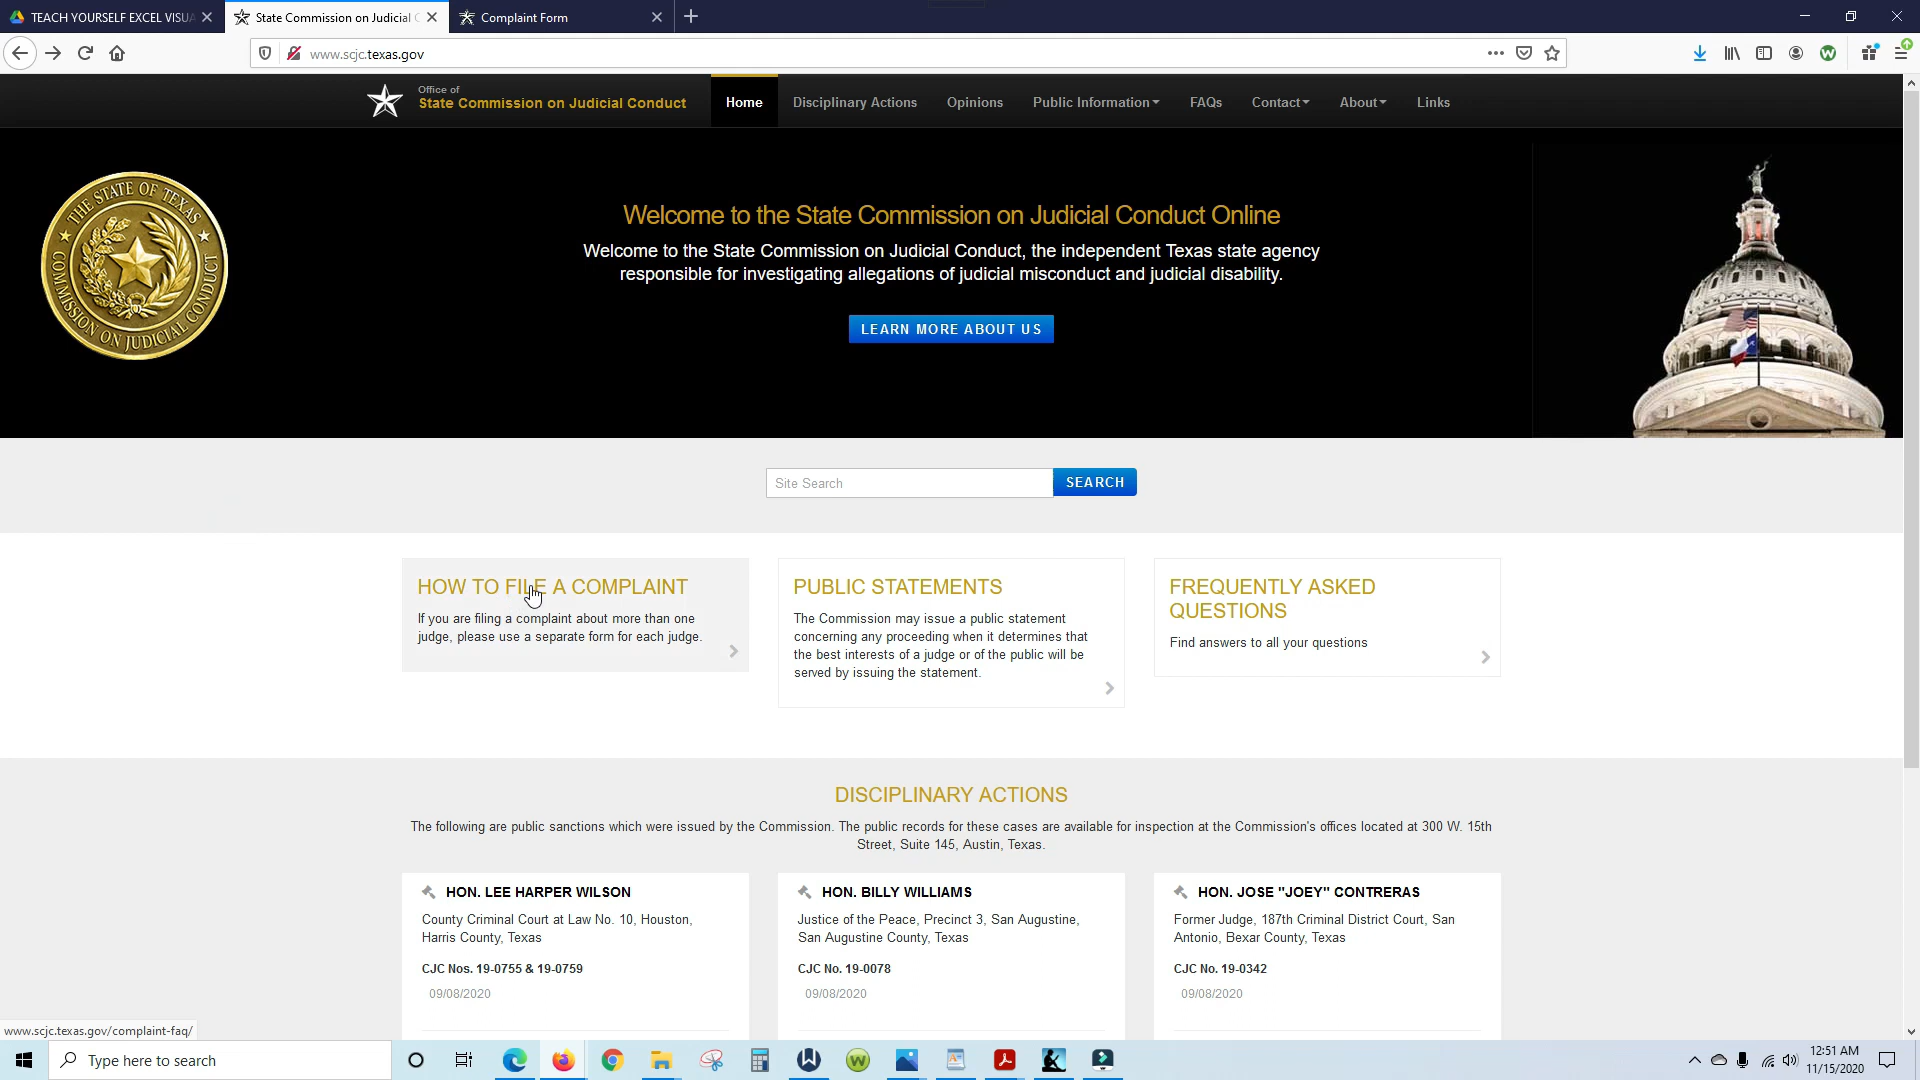 TEACH YOURSELF EXCEL VISUA
State Commission on Judicial C
Complaint Form
www.scjc.texas.gov
Office of
State Commission on Judicial Conduct
Home
Disciplinary Actions
Opinions
Public Information
FAQs
Contact
About
Links
THE STATE OF TEXAS
COMMISSION ON JUDICIAL CONDUCT
Welcome to the State Commission on Judicial Conduct Online
Welcome to the State Commission on Judicial Conduct, the independent Texas state agency
responsible for investigating allegations of judicial misconduct and judicial disability.
LEARN MORE ABOUT US
Site Search
SEARCH
HOW TO FILE A COMPLAINT
If you are filing a complaint about more than one
judge, please use a separate form for each judge.
PUBLIC STATEMENTS
The Commission may issue a public statement
concerning any proceeding when it determines that
the best interests of a judge or of the public will be
served by issuing the statement.
FREQUENTLY ASKED
QUESTIONS
Find answers to all your questions
DISCIPLINARY ACTIONS
The following are public sanctions which were issued by the Commission. The public records for these cases are available for inspection at the Commission's offices located at 300 W. 15th
Street, Suite 145, Austin, Texas.
HON. LEE HARPER WILSON
County Criminal Court at Law No. 10, Houston,
Harris County, Texas
CJC Nos. 19-0755 & 19-0759
09/08/2020
HON. BILLY WILLIAMS
Justice of the Peace, Precinct 3, San Augustine,
San Augustine County, Texas
CJC No. 19-0078
09/08/2020
HON. JOSE "JOEY" CONTRERAS
Former Judge, 187th Criminal District Court, San
Antonio, Bexar County, Texas
CJC No. 19-0342
09/08/2020
www.scjc.texas.gov/complaint-faq/
Type here to search
12:51 AM
11/15/2020